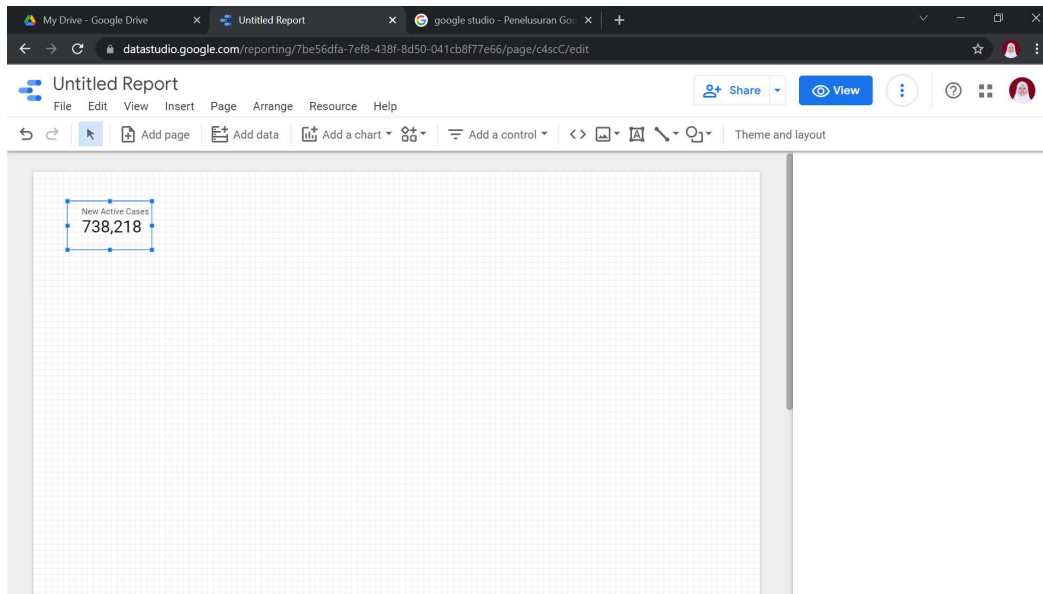 My Drive - Google Drive
Untitled Report
google studio - Penelusuran Goo
datastudio.google.com/reporting/7be56dfa-7ef8-438f-8d50-041cb8f77e66/page/c4scC/edit
Untitled Report
File Edit View Insert Page Arrange Resource Help
Share
View
Add page Add data Add a chart Add a control Theme and layout
New Active Cases
738,218